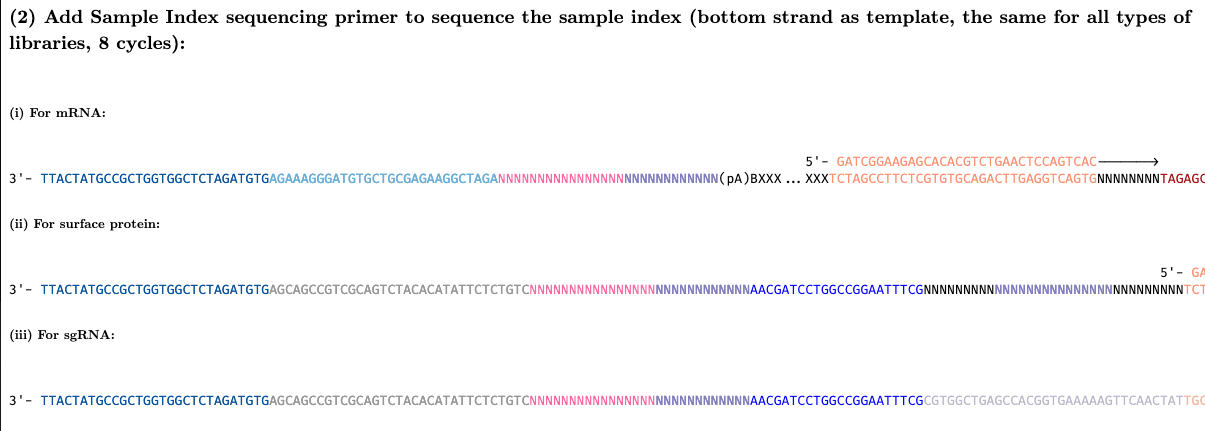 (2) Add Sample Index sequencing primer to sequence the sample index (bottom strand as template, the same for all types of
libraries, 8 cycles):
(i) For mRNA:
5'- GATCGGAAGAGCACACGTCTGAACTCCAGTCAC⟶
3'- TTACTATGCCGCTGGTGGCTCTAGATGTGAGAAAGGGATGTGCTGCGAGAAGGCTAGANNNNNNNNNNNNNNNNNNNNNNNNNNNN(pA)BXXX...XXXTCTAGCCTTCTCGTGTGCAGACTTGAGGTCAGTGNNNNNNNNTAGAGC
(ii) For surface protein:
5'- GA
3'- TTACTATGCCGCTGGTGGCTCTAGATGTGAGCAGCCGTCGCAGTCTACACATATTCTCTGTCNNNNNNNNNNNNNNNNNNNNNNNNNNNNAACGATCCTGGCCGGAATTTCGNNNNNNNNNNNNNNNNNNNNNNNNNNNNNNNNNTCT
(iii) For sgRNA:
3'- TTACTATGCCGCTGGTGGCTCTAGATGTGAGCAGCCGTCGCAGTCTACACATATTCTCTGTCNNNNNNNNNNNNNNNNNNNNNNNNNNNNAACGATCCTGGCCGGAATTTCGCGTGGCTGAGCCACGGTGAAAAAGTTCAACTATTGC